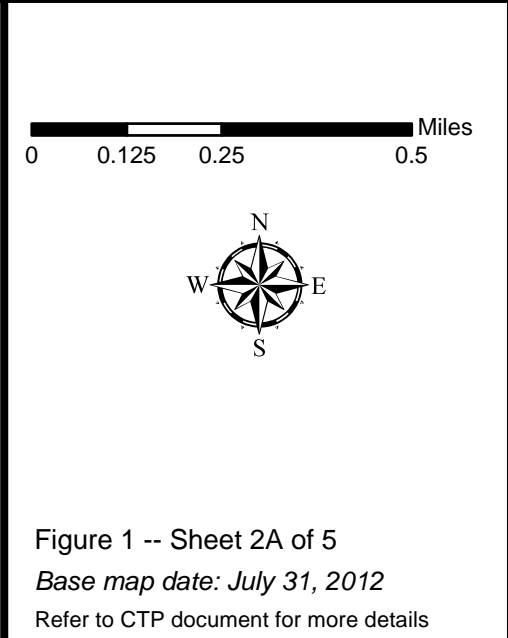 Miles
0 0.125 0.25 0.5
N
W E
S
Figure 1 -- Sheet 2A of 5
Base map date: July 31, 2012
Refer to CTP document for more details